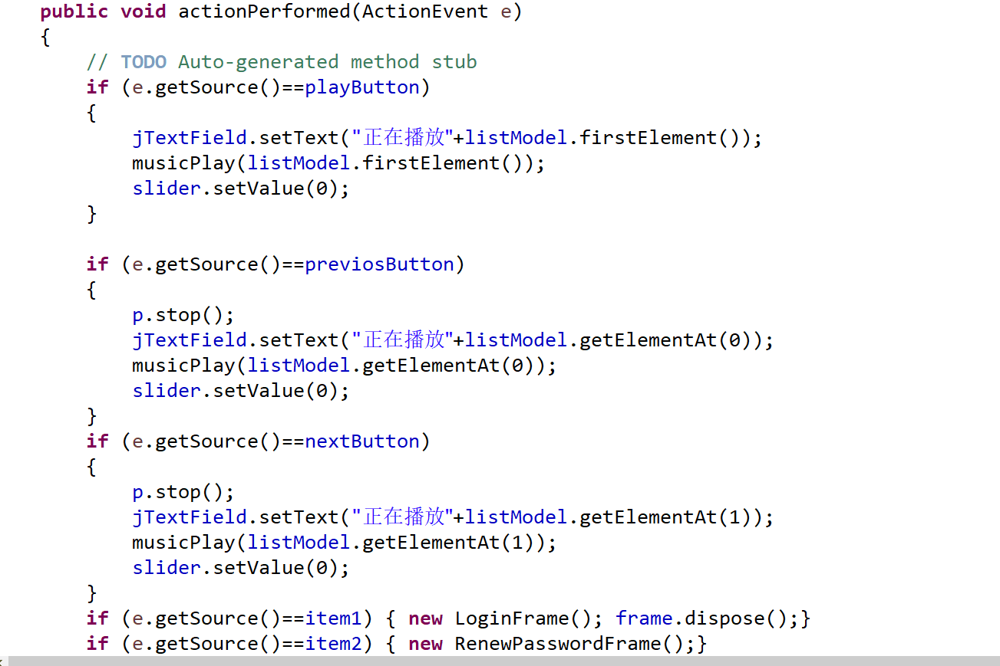 public void actionPerformed(ActionEvent e)
{
// TODO Auto-generated method stub
if (e.getSource()==playButton)
{
jTextField.setText("正在播放"+listModel.firstElement());
musicPlay(listModel.firstElement());
slider.setValue(0);
}
if (e.getSource()==previosButton)
{
p.stop();
jTextField.setText("正在播放"+listModel.getElementAt(0));
musicPlay(listModel.getElementAt(0));
slider.setValue(0);
}
if (e.getSource()==nextButton)
{
p.stop();
jTextField.setText("正在播放"+listModel.getElementAt(1));
musicPlay(listModel.getElementAt(1));
slider.setValue(0);
}
if (e.getSource()==item1) { new LoginFrame(); frame.dispose();}
if (e.getSource()==item2) { new RenewPasswordFrame();}